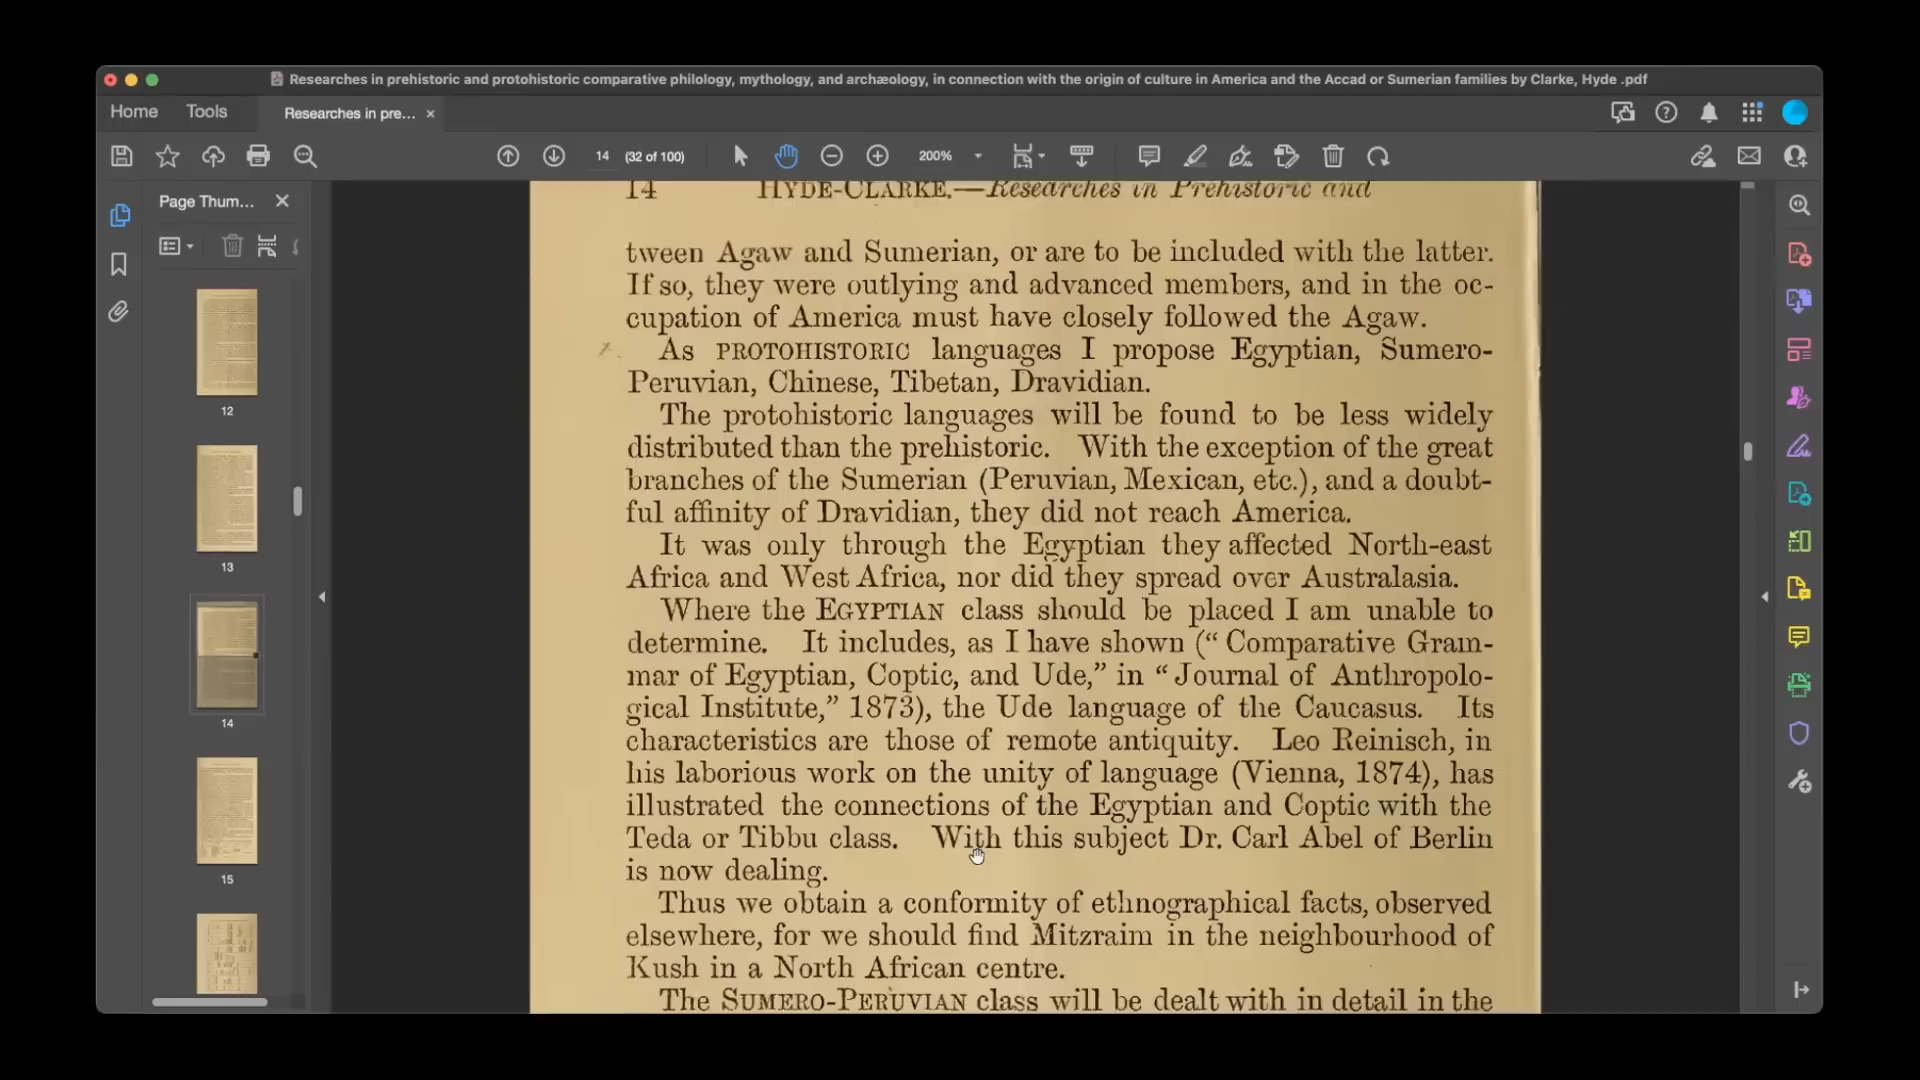 Researches in prehistoric and protohistoric comparative philology, mythology, and archæology, in connection with the origin of culture in America and the Accad or Sumerian families by Clarke, Hyde .pdf
Home
Tools
Researches in pre...
14
(32 of 100)
200%
Page Thum...
12
13
14
15
14 HYDE-CLARKE.—Researches in Prehistoric and
tween Agaw and Sumerian, or are to be included with the latter.
If so, they were outlying and advanced members, and in the oc-
cupation of America must have closely followed the Agaw.
As PROTOHISTORIC languages I propose Egyptian, Sumero-
Peruvian, Chinese, Tibetan, Dravidian.
The protohistoric languages will be found to be less widely
distributed than the prehistoric. With the exception of the great
branches of the Sumerian (Peruvian, Mexican, etc.), and a doubt-
ful affinity of Dravidian, they did not reach America.
It was only through the Egyptian they affected North-east
Africa and West Africa, nor did they spread over Australasia.
Where the EGYPTIAN class should be placed I am unable to
determine. It includes, as I have shown (“Comparative Gram-
mar of Egyptian, Coptic, and Ude,” in “Journal of Anthropolo-
gical Institute,” 1873), the Ude language of the Caucasus. Its
characteristics are those of remote antiquity. Leo Reinisch, in
his laborious work on the unity of language (Vienna, 1874), has
illustrated the connections of the Egyptian and Coptic with the
Teda or Tibbu class. With this subject Dr. Carl Abel of Berlin
is now dealing.
Thus we obtain a conformity of ethnographical facts, observed
elsewhere, for we should find Mitzraim in the neighbourhood of
Kush in a North African centre.
The SUMERO-PERUVIAN class will be dealt with in detail in the